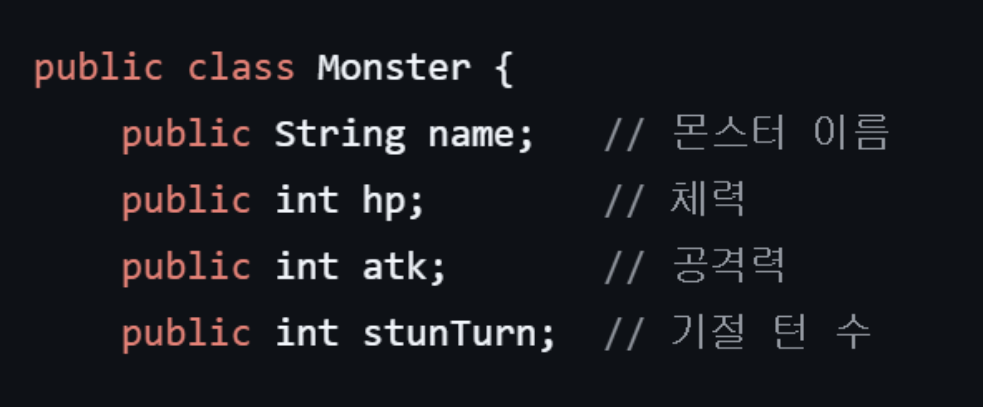 public class Monster {
    public String name;   // 몬스터 이름
    public int hp;        // 체력
    public int atk;       // 공격력
    public int stunTurn;  // 기절 턴 수